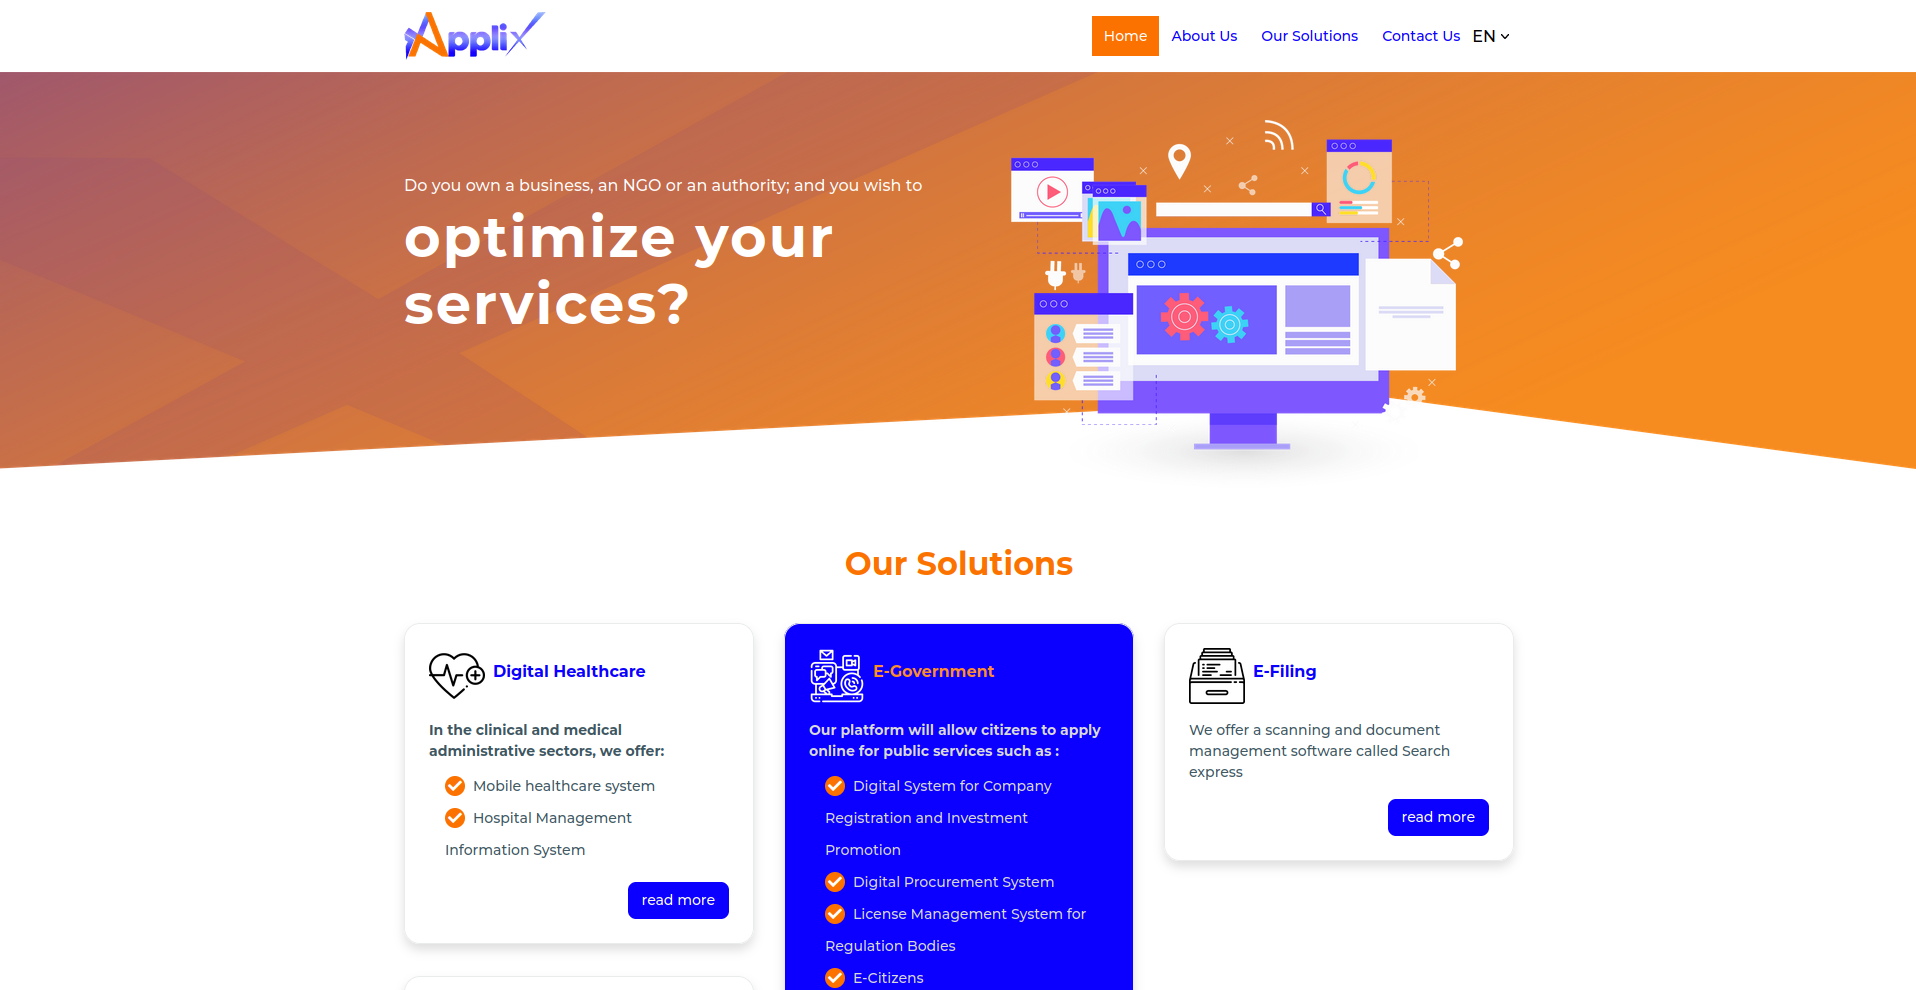 Applix
Home
About Us
Our Solutions
Contact Us
EN
Do you own a business, an NGO or an authority; and you wish to
optimize your
services?
Our Solutions
Digital Healthcare
In the clinical and medical
administrative sectors, we offer:
Mobile healthcare system
Hospital Management
Information System
read more
E-Government
Our platform will allow citizens to apply
online for public services such as :
Digital System for Company
Registration and Investment
Promotion
Digital Procurement System
License Management System for
Regulation Bodies
E-Citizens
E-Filing
We offer a scanning and document
management software called Search
express
read more